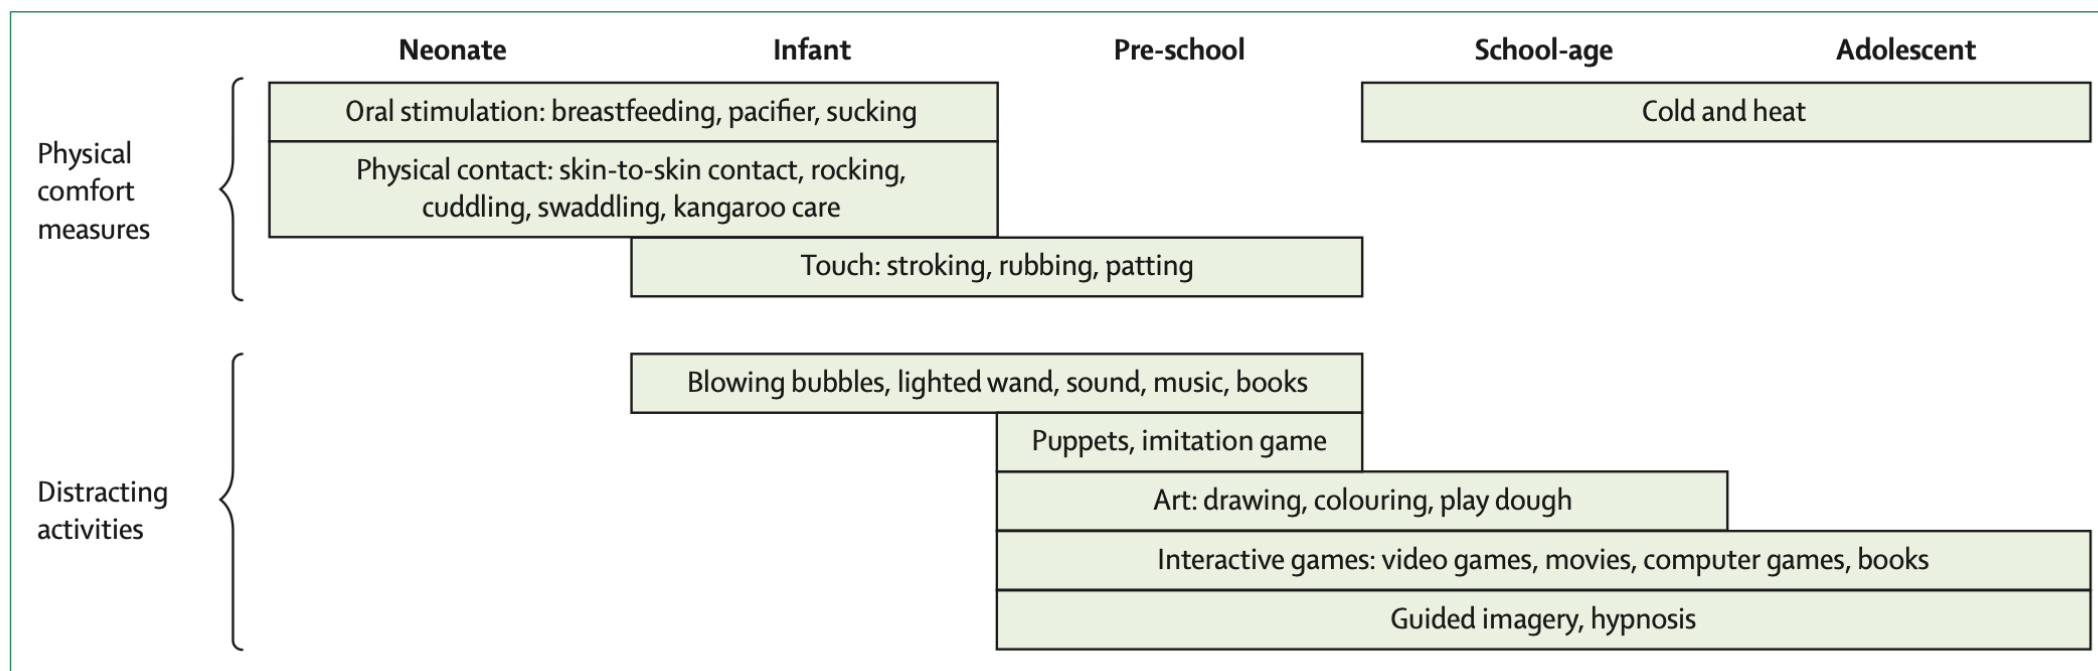 Neonate Infant Pre-school School-age Adolescent
Physical
comfort
measures
Oral stimulation: breastfeeding, pacifier, sucking
Cold and heat
Physical contact: skin-to-skin contact, rocking,
cuddling, swaddling, kangaroo care
Touch: stroking, rubbing, patting
Distracting
activities
Blowing bubbles, lighted wand, sound, music, books
Puppets, imitation game
Art: drawing, colouring, play dough
Interactive games: video games, movies, computer games, books
Guided imagery, hypnosis